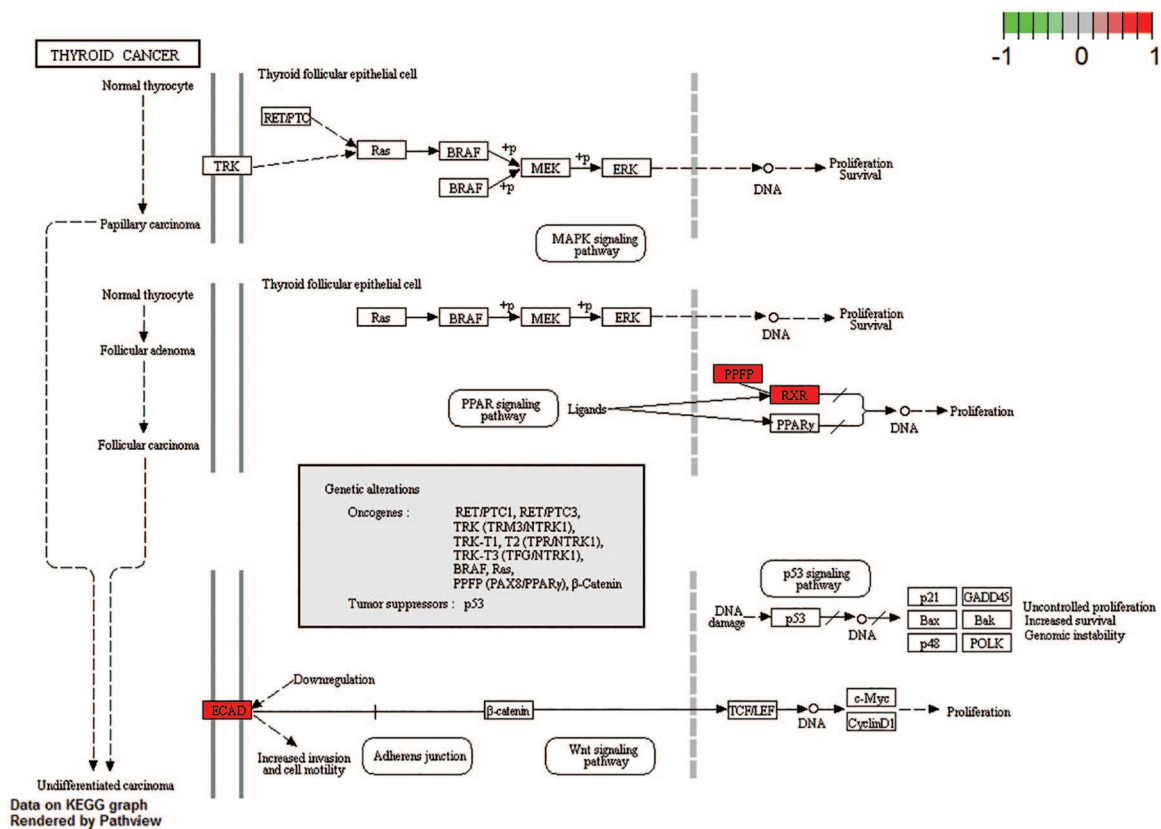 -1 0 1
THYROID CANCER
Normal thyrocyte
Thyroid follicular epithelial cell
RET/PTC
Ras
BRAF
+p
TRK
MEK
+p
ERK
BRAF
+p
DNA
Proliferation
Survival
Papillary carcinoma
MAPK signaling
pathway
Thyroid follicular epithelial cell
Normal thyrocyte
Ras
BRAF
+p
MEK
+p
ERK
DNA
Proliferation
Survival
Follicular adenoma
PPFP
RXR
PPAR signaling
pathway
Ligands
PPARγ
DNA
Proliferation
Follicular carcinoma
Genetic alterations
Oncogenes :
RET/PTC1, RET/PTC3,
TRK (TRM3/NTRK1),
TRK-T1, T2 (TPR/NTRK1),
TRK-T3 (TFG/NTRK1),
BRAF, Ras,
PPFP (PAX8/PPARγ), β-Catenin
Tumor suppressors : p53
p53 signaling
pathway
DNA
damage
p53
DNA
p21
GADD45
Bax
Bak
p48
POLK
Uncontrolled proliferation
Increased survival
Genomic instability
Downregulation
ECAD
β-catenin
TCF/LEF
DNA
c-Myc
CyclinD1
Proliferation
Increased invasion
and cell motility
Adherens junction
Wnt signaling
pathway
Undifferentiated carcinoma
Data on KEGG graph
Rendered by Pathview